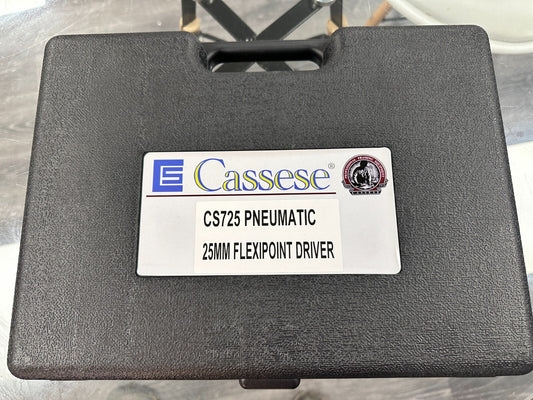 Cassese®
CS725 PNEUMATIC
25MM FLEXIPOINT DRIVER